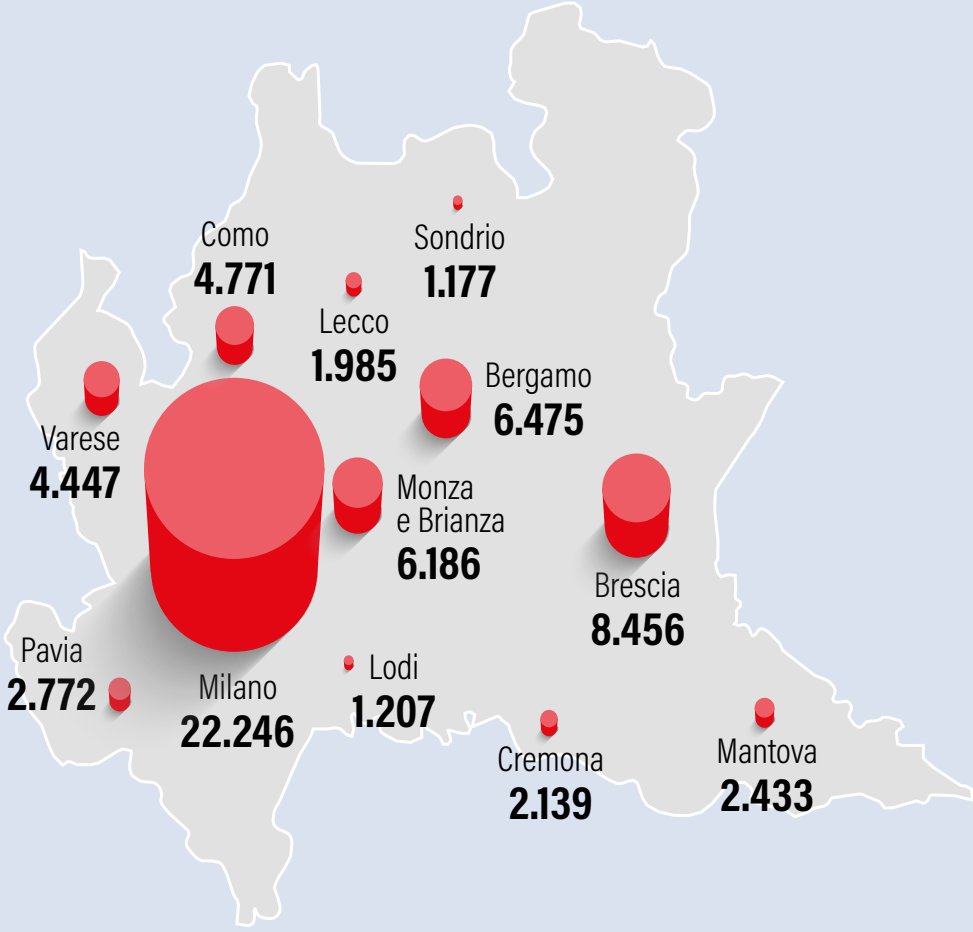 Como
4.771
Sondrio
1.177
Lecco
1.985
Bergamo
6.475
Varese
4.447
Monza
e Brianza
6.186
Brescia
8.456
Pavia
2.772
Milano
22.246
Lodi
1.207
Cremona
2.139
Mantova
2.433